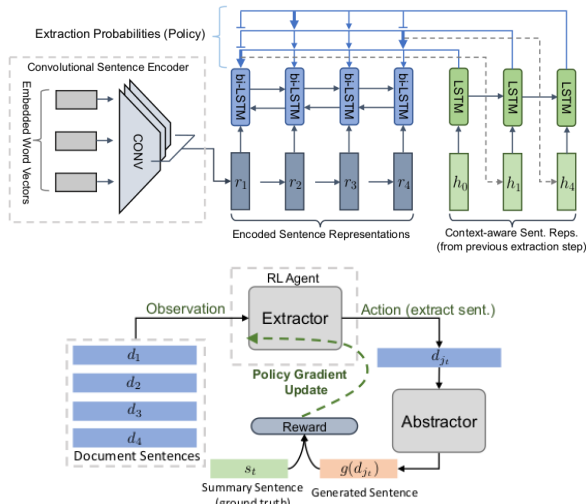 Extraction Probabilities (Policy)
Convolutional Sentence Encoder
Embedded Word Vectors
CONV
bi-LSTM
bi-LSTM
bi-LSTM
bi-LSTM
LSTM
LSTM
LSTM
r1
r2
r3
r4
h0
h1
h4
Encoded Sentence Representations
Context-aware Sent. Reps.
(from previous extraction step)
RL Agent
Observation
Extractor
Action (extract sent.)
d1
d2
d3
d4
Document Sentences
Policy Gradient
Update
djt
Abstractor
Reward
st
g(djt)
Summary Sentence
(ground truth)
Generated Sentence